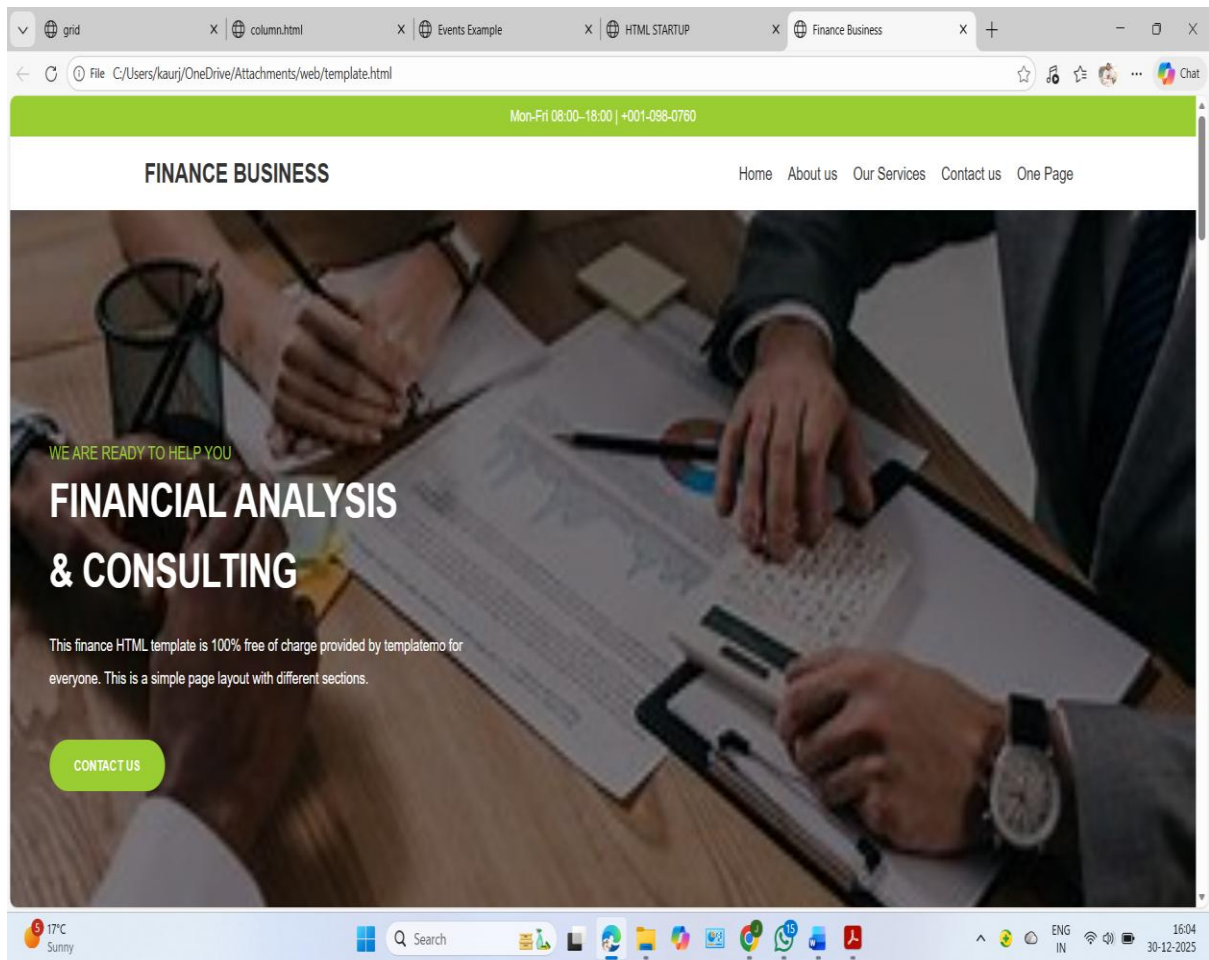 grid
column.html
Events Example
HTML STARTUP
Finance Business
File C:/Users/kaurj/OneDrive/Attachments/web/template.html
Chat
Mon-Fri 08:00–18:00 | +001-098-0760
FINANCE BUSINESS
Home About us Our Services Contact us One Page
WE ARE READY TO HELP YOU
FINANCIAL ANALYSIS
& CONSULTING
This finance HTML template is 100% free of charge provided by templatemo for
everyone. This is a simple page layout with different sections.
CONTACT US
5
17°C
Sunny
Search
15
ENG
IN
16:04
30-12-2025